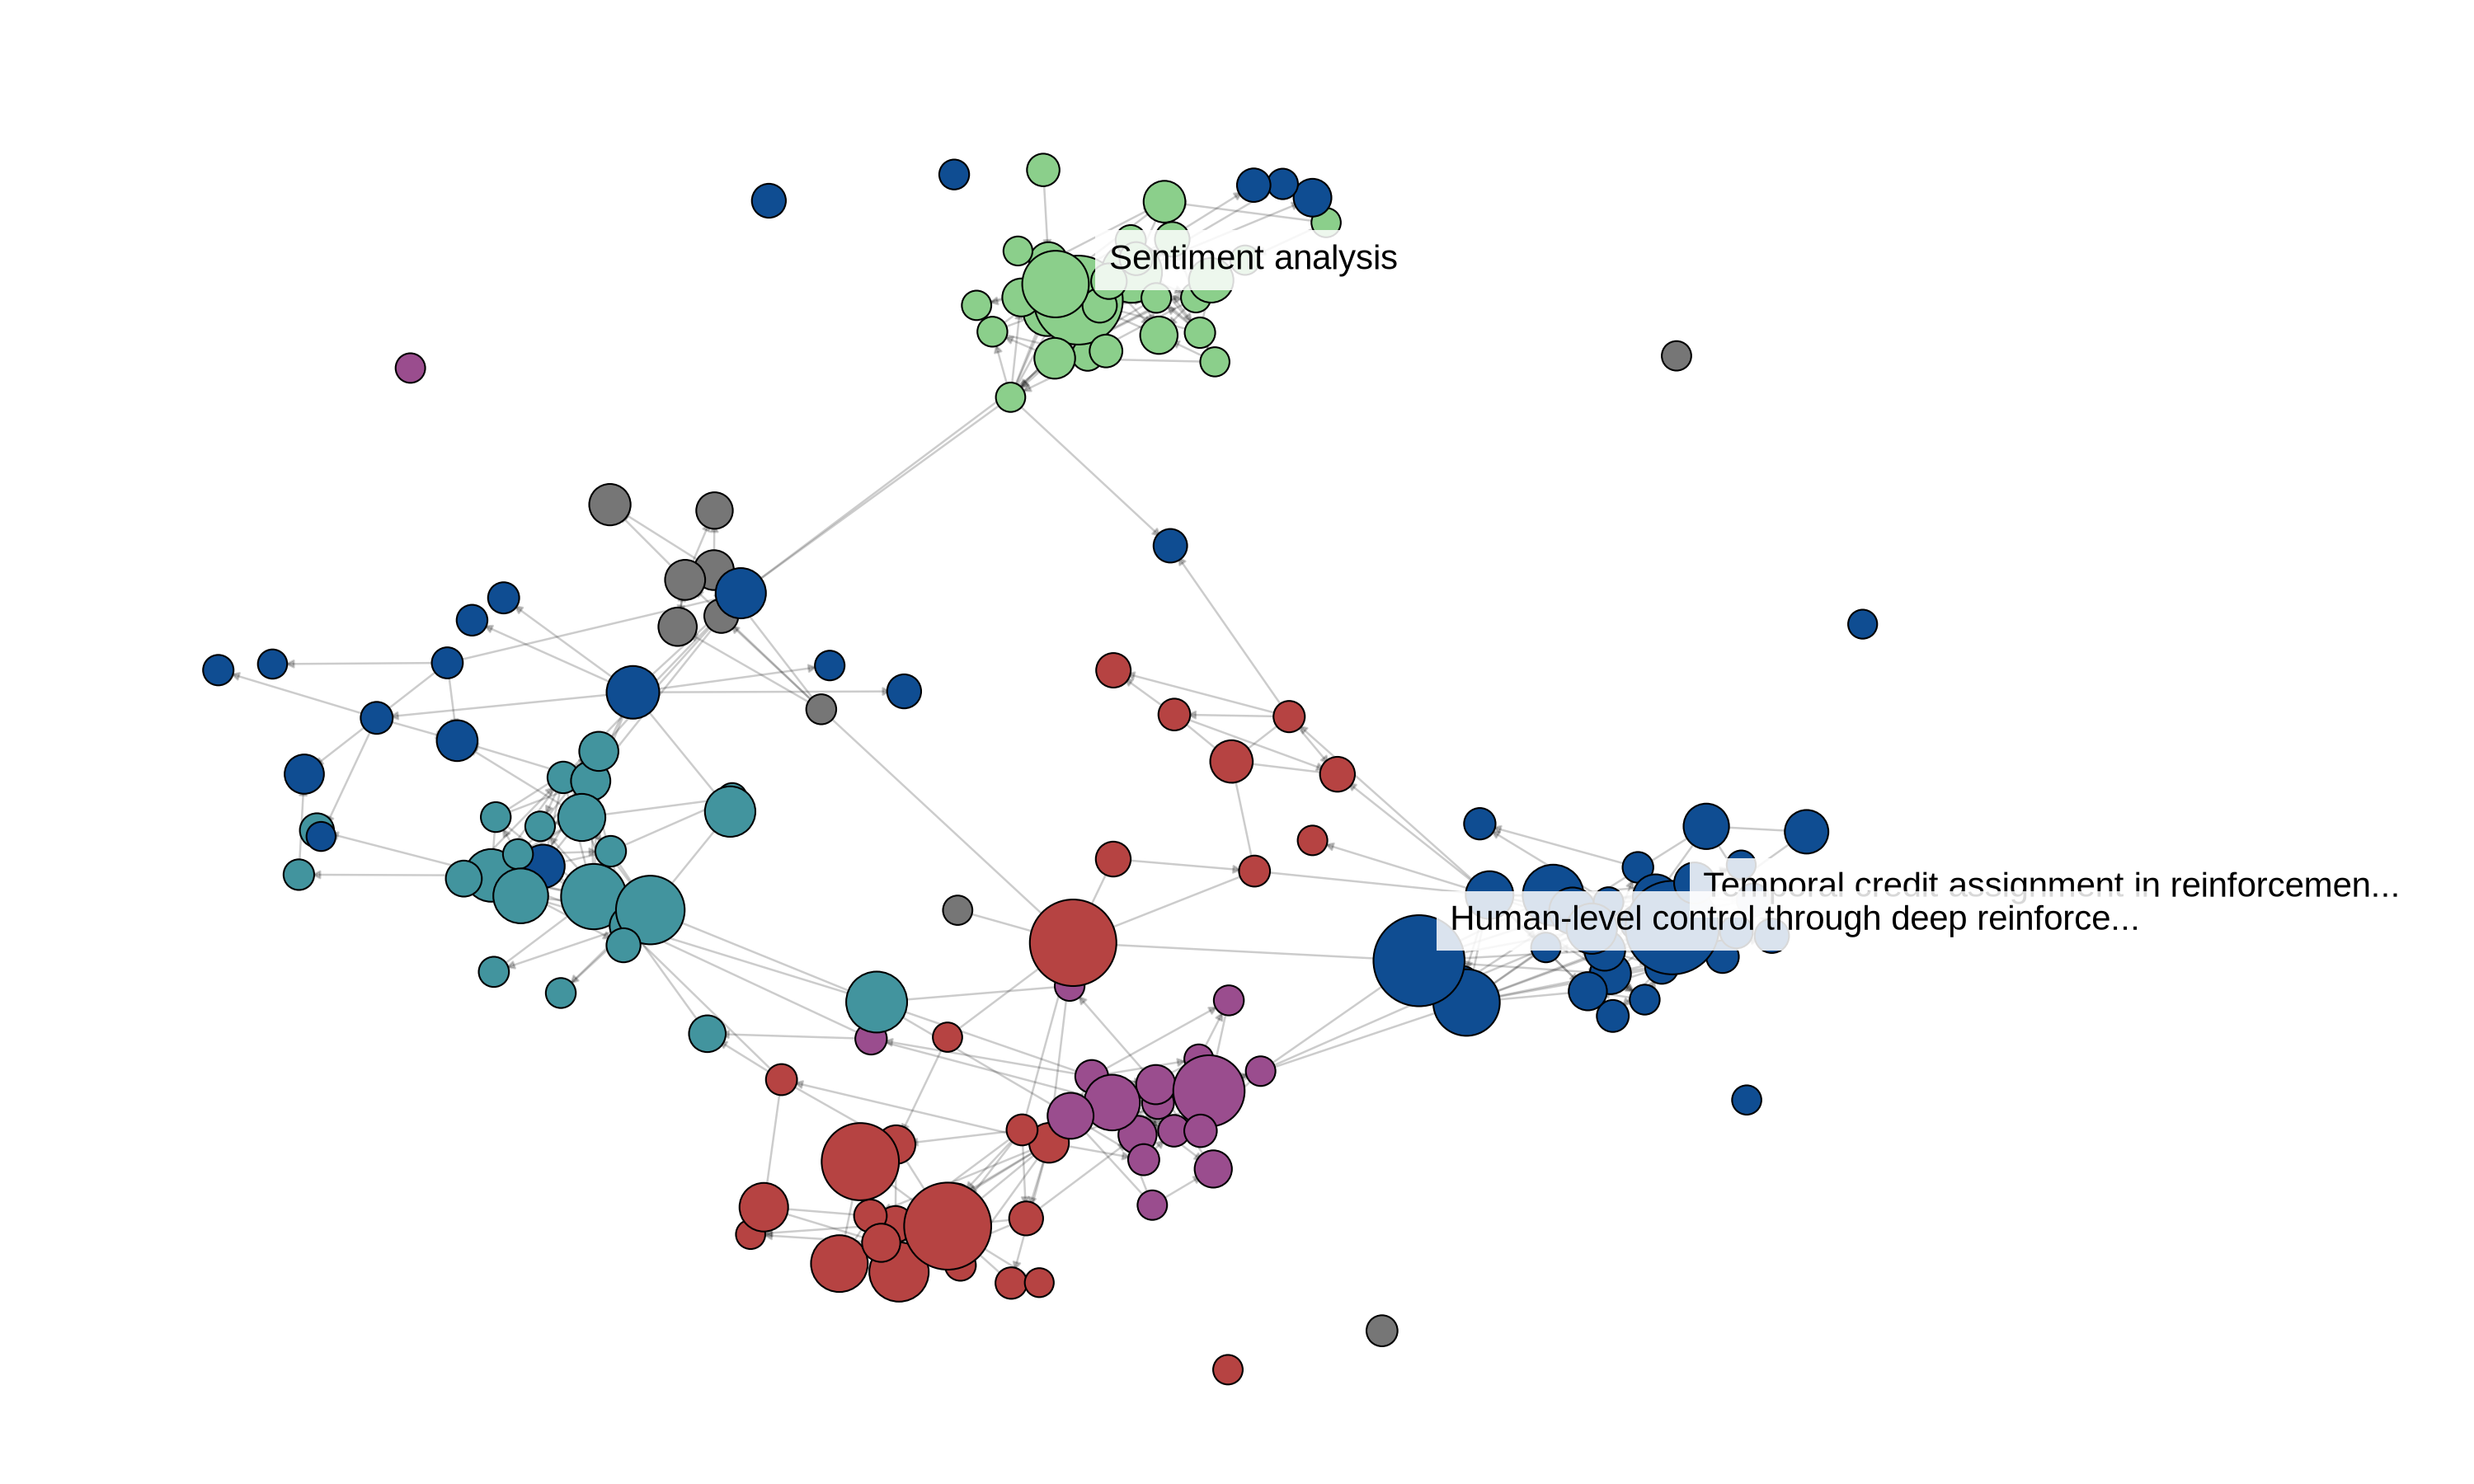 Sentiment analysis
Temporal credit assignment in reinforcemen...
Human-level control through deep reinforce...